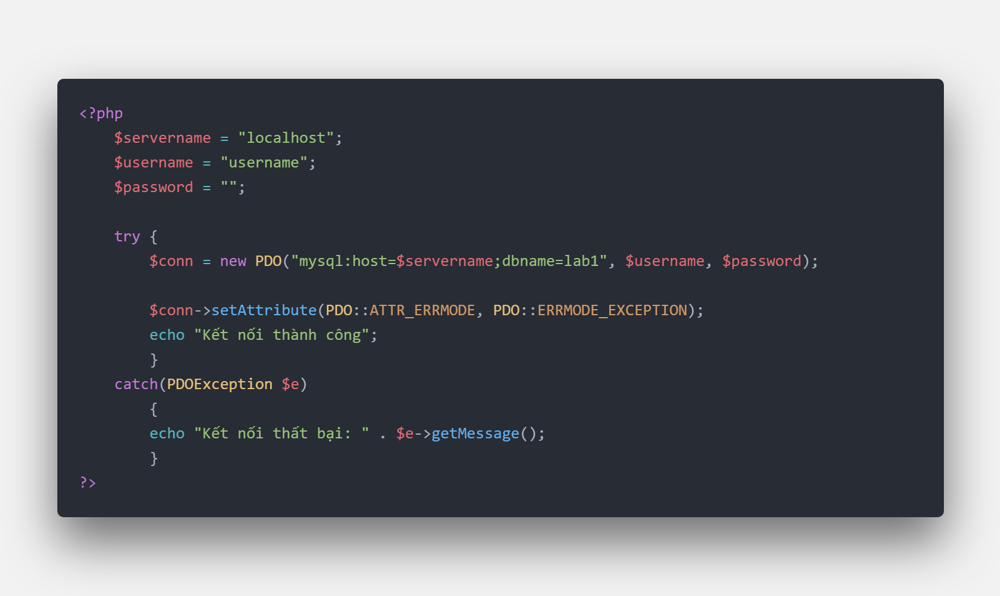 <?php
    $servername = "localhost";
    $username = "username";
    $password = "";

    try {
        $conn = new PDO("mysql:host=$servername;dbname=lab1", $username, $password);

        $conn->setAttribute(PDO::ATTR_ERRMODE, PDO::ERRMODE_EXCEPTION);
        echo "Kết nối thành công";
        }
    catch(PDOException $e)
        {
        echo "Kết nối thất bại: " . $e->getMessage();
        }
?>